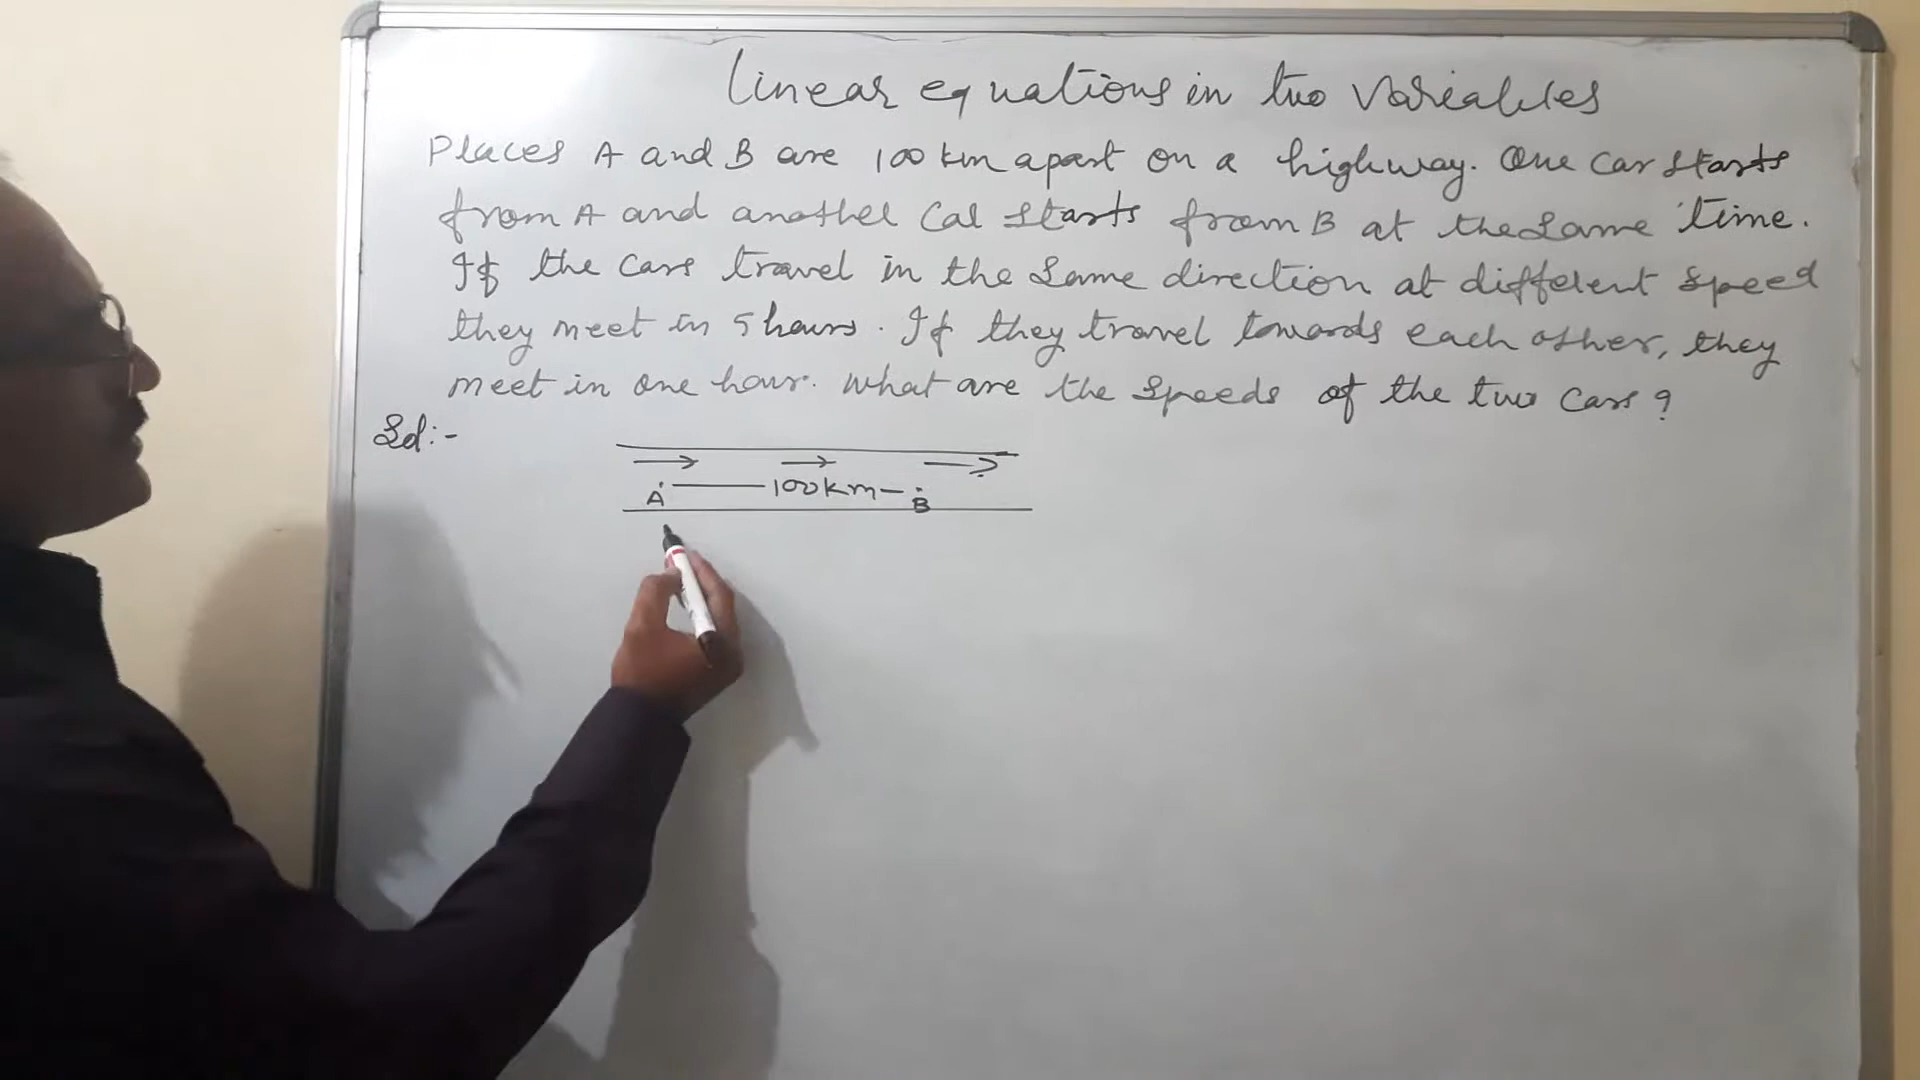 Linear equations in two variables
Places A and B are 100 km apart on a highway. One car starts
from A and another Car starts from B at the same time.
If the cars travel in the same direction at different speed
they meet in 5 hours. If they travel towards each other, they
meet in one hour. what are the speeds of the two cars?
Sol:-
A 100km B